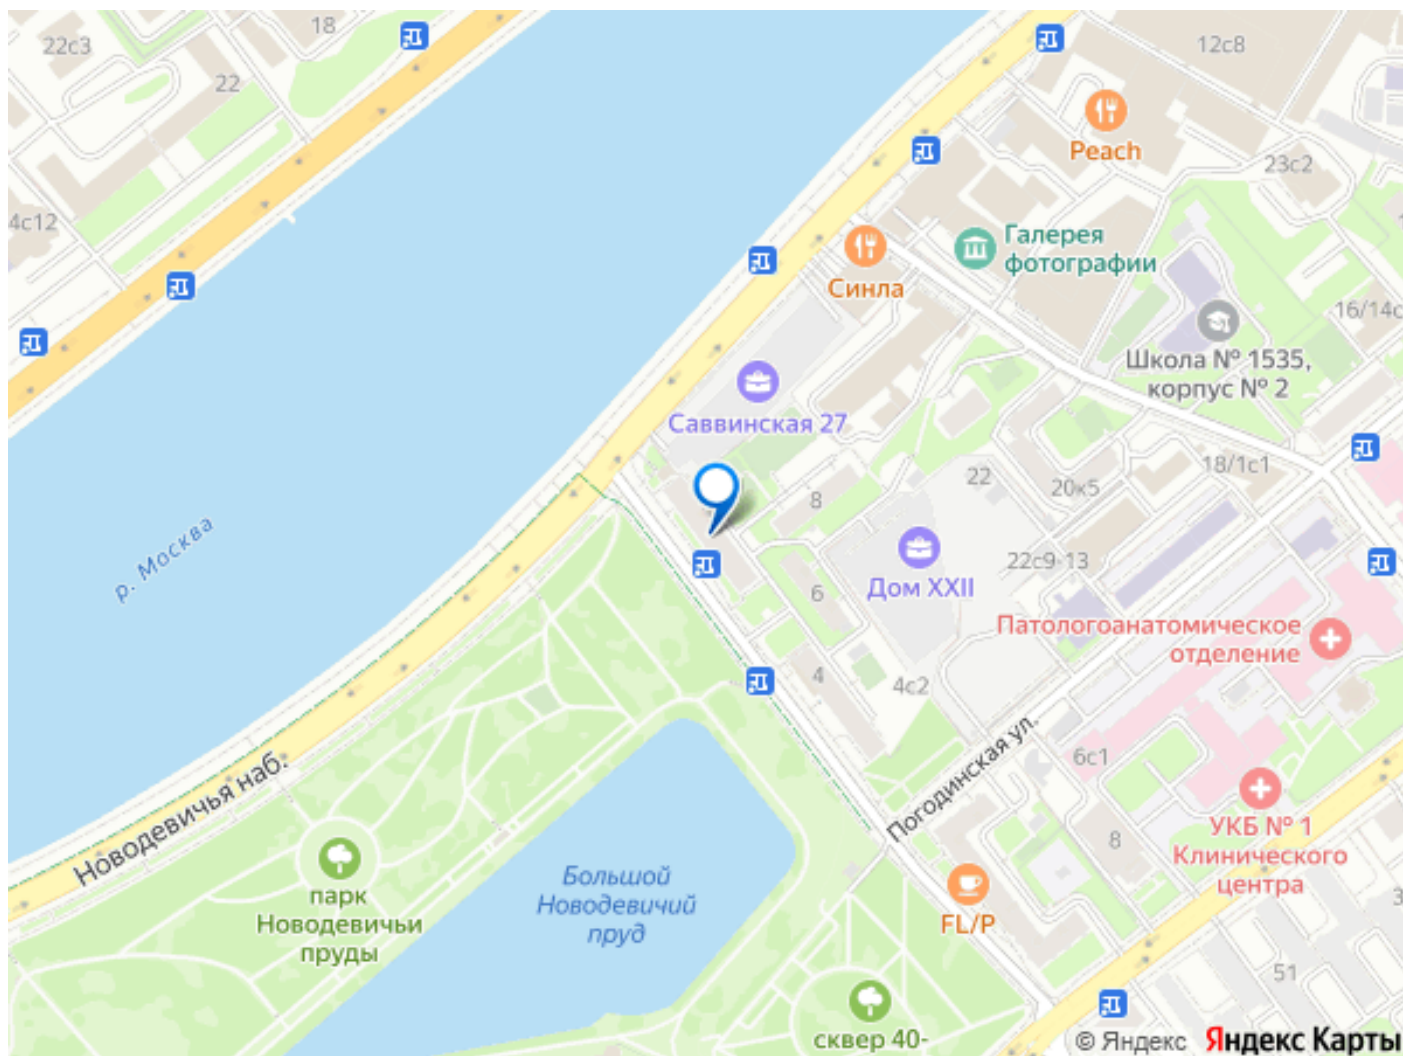 18
22с3
12с8
22
Peach
23с2
4с12
Галерея
фотографии
Синла
16/14с
Школа № 1535,
корпус № 2
Саввинская 27
18/1с1
22
20к5
8
р. Москва
22с9-13
Дом XXII
6
Патологоанатомическое
отделение
4
4с2
Погодинская ул.
6с1
Новодевичья наб.
УКБ № 1
Клинического
центра
8
Большой
Новодевичий
пруд
парк
Новодевичьи
пруды
FL/P
3
51
сквер 40-
© Яндекс Яндекс Карты